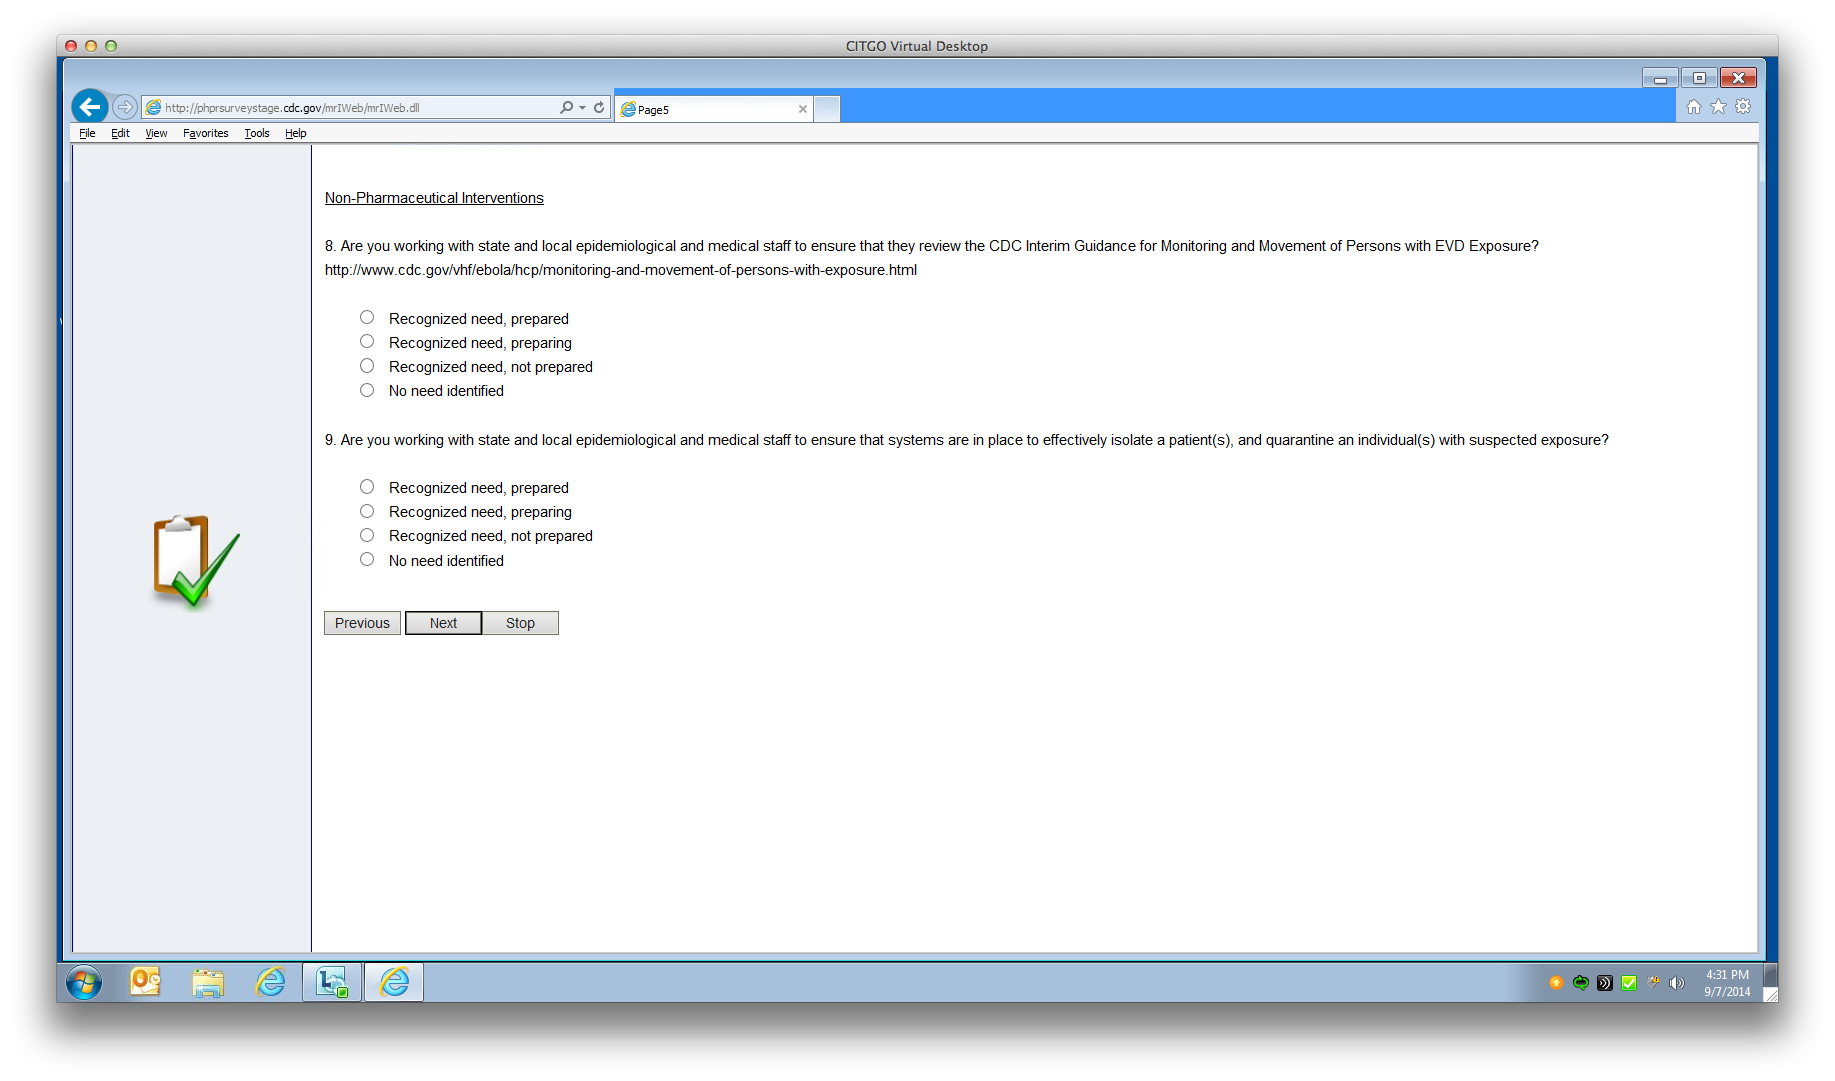 CITGO Virtual Desktop
http://phprsurveystage.cdc.gov/mrIWeb/mrIWeb.dll
Page5
File Edit View Favorites Tools Help
Non-Pharmaceutical Interventions
8. Are you working with state and local epidemiological and medical staff to ensure that they review the CDC Interim Guidance for Monitoring and Movement of Persons with EVD Exposure?
http://www.cdc.gov/vhf/ebola/hcp/monitoring-and-movement-of-persons-with-exposure.html
Recognized need, prepared
Recognized need, preparing
Recognized need, not prepared
No need identified
9. Are you working with state and local epidemiological and medical staff to ensure that systems are in place to effectively isolate a patient(s), and quarantine an individual(s) with suspected exposure?
Recognized need, prepared
Recognized need, preparing
Recognized need, not prepared
No need identified
Previous Next Stop
4:31 PM
9/7/2014